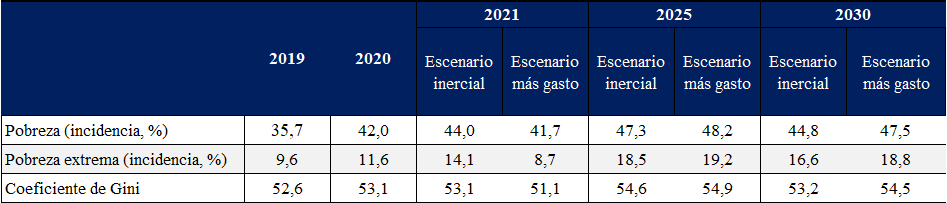 2021 2025 2030
2019 2020 Escenario inercial Escenario más gasto Escenario inercial Escenario más gasto Escenario inercial Escenario más gasto
Pobreza (incidencia, %) 35,7 42,0 44,0 41,7 47,3 48,2 44,8 47,5
Pobreza extrema (incidencia, %) 9,6 11,6 14,1 8,7 18,5 19,2 16,6 18,8
Coeficiente de Gini 52,6 53,1 53,1 51,1 54,6 54,9 53,2 54,5